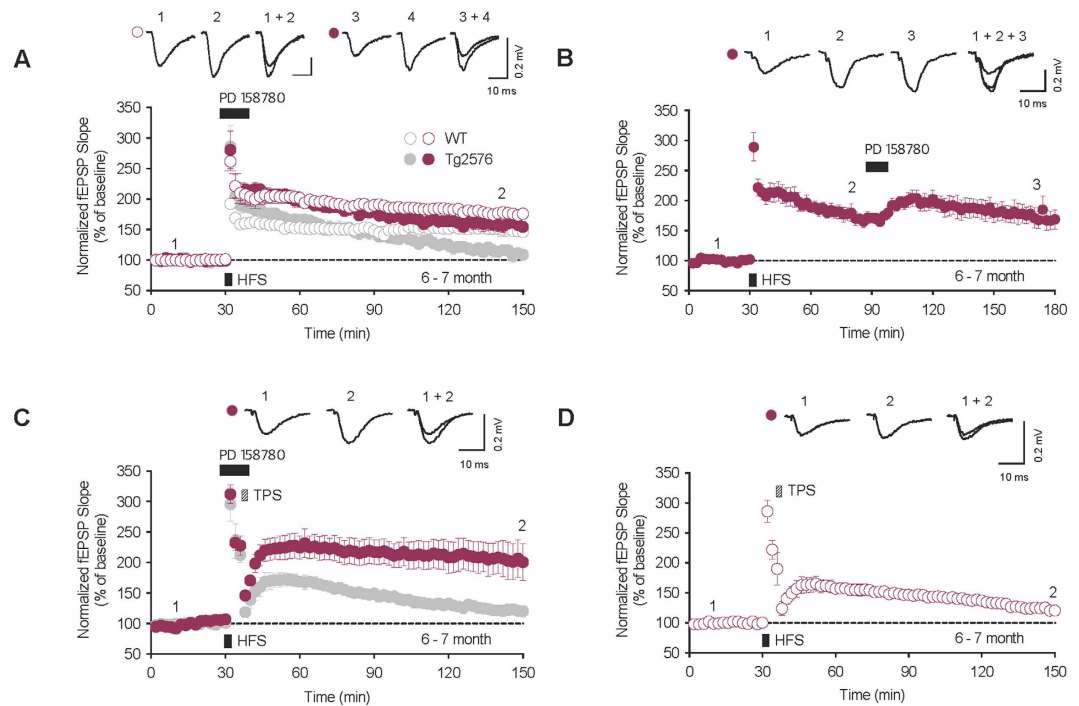 A
1 2 1 + 2 3 4 3 + 4
0.2 mV
10 ms
PD 158780
WT
Tg2576
350
300
250
200
150
100
50
Normalized fEPSP Slope
(% of baseline)
1
2
HFS
6 - 7 month
0 30 60 90 120 150
Time (min)
B
1 2 3 1 + 2 + 3
0.2 mV
10 ms
PD 158780
350
300
250
200
150
100
50
Normalized fEPSP Slope
(% of baseline)
1
2
3
HFS
6 - 7 month
0 30 60 90 120 150 180
Time (min)
C
1 2 1 + 2
0.2 mV
10 ms
PD 158780
TPS
350
300
250
200
150
100
50
Normalized fEPSP Slope
(% of baseline)
1
2
HFS
6 - 7 month
0 30 60 90 120 150
Time (min)
D
1 2 1 + 2
0.2 mV
10 ms
TPS
350
300
250
200
150
100
50
Normalized fEPSP Slope
(% of baseline)
1
2
HFS
6 - 7 month
0 30 60 90 120 150
Time (min)